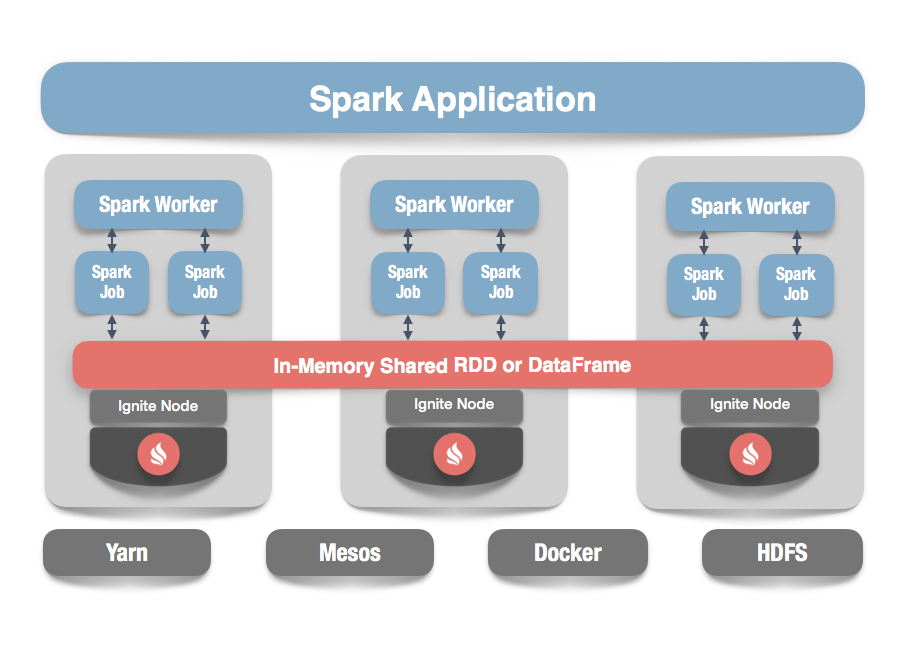 Spark Application
Spark Worker
Spark Worker
Spark Worker
Spark
Job
Spark
Job
Spark
Job
Spark
Job
Spark
Job
Spark
Job
In-Memory Shared RDD or DataFrame
Ignite Node
Ignite Node
Ignite Node
Yarn
Mesos
Docker
HDFS